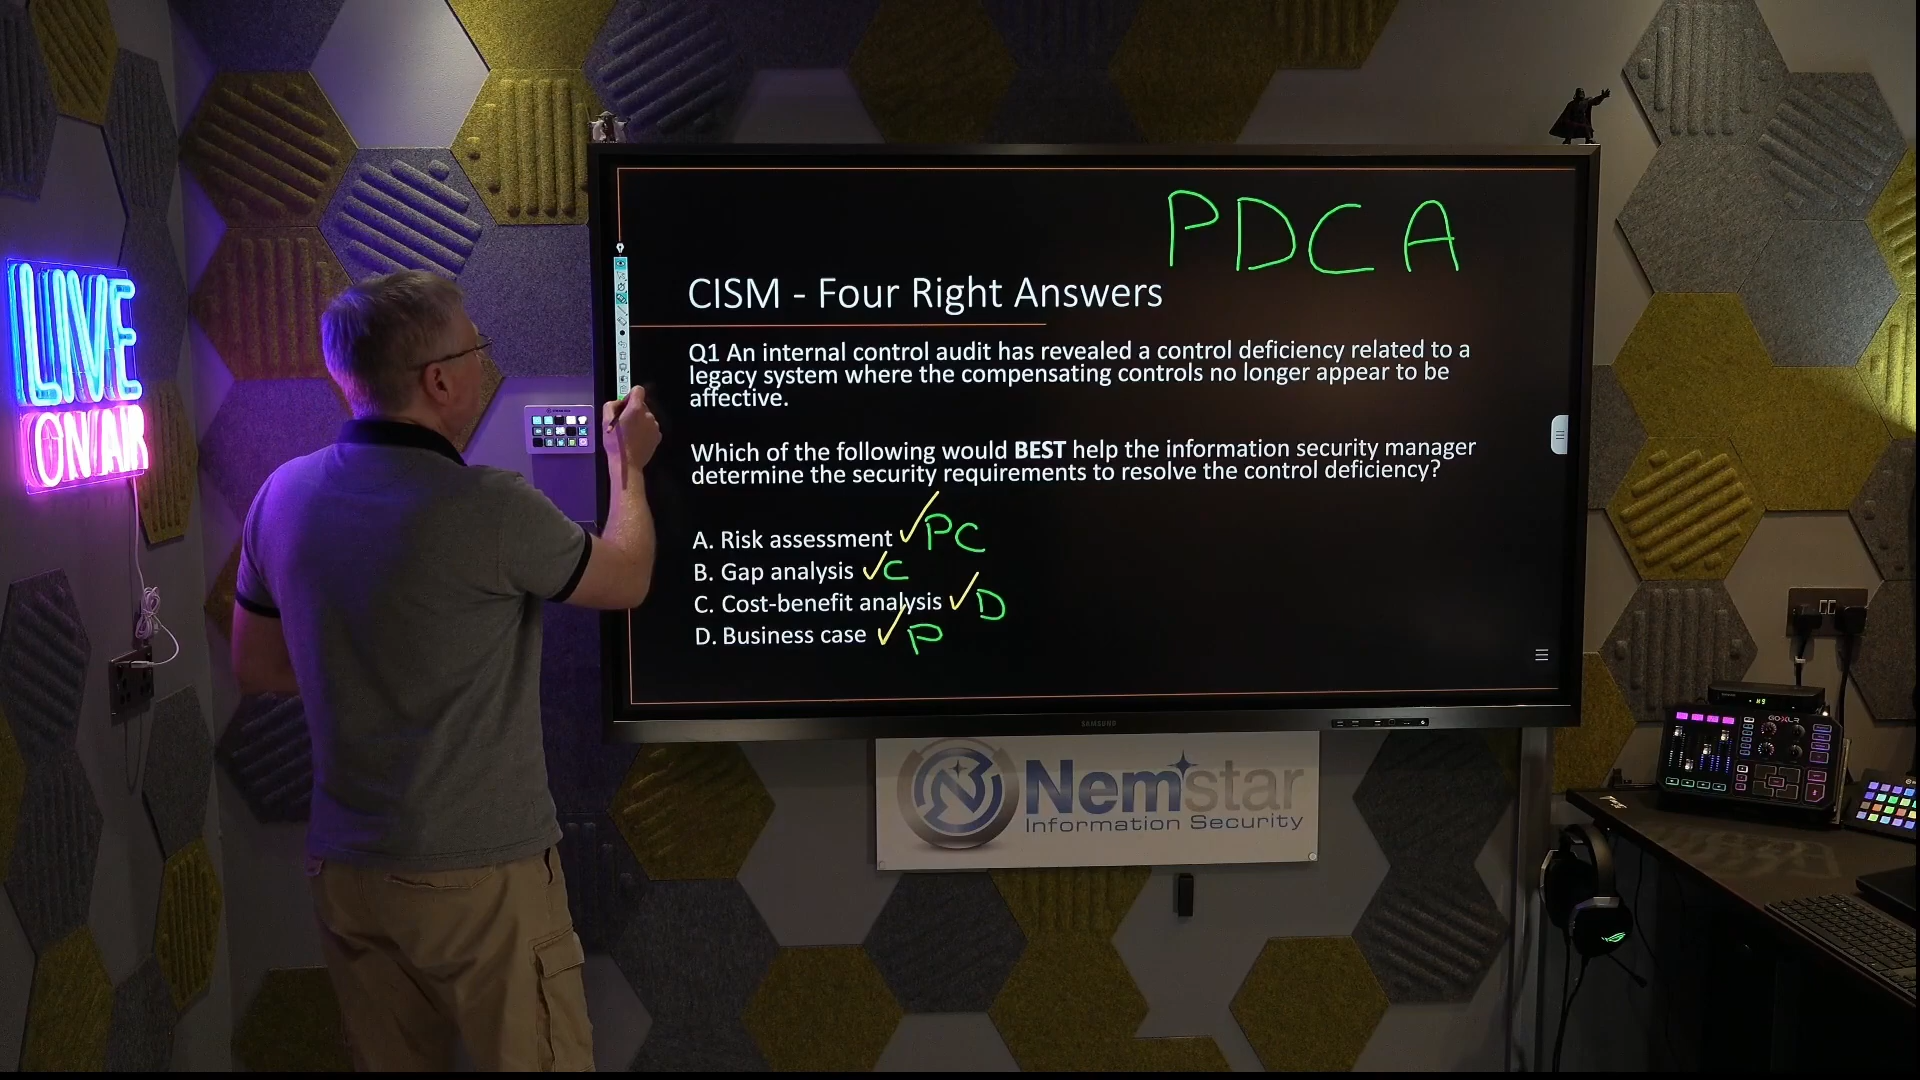 LIVE
ON AIR
PDCA
CISM - Four Right Answers
Q1 An internal control audit has revealed a control deficiency related to a
legacy system where the compensating controls no longer appear to be
affective.
Which of the following would BEST help the information security manager
determine the security requirements to resolve the control deficiency?
A. Risk assessment ✓ PC
B. Gap analysis ✓ C
C. Cost-benefit analysis ✓ D
D. Business case ✓ P
SAMSUNG
Nemstar
Information Security
GOXLR